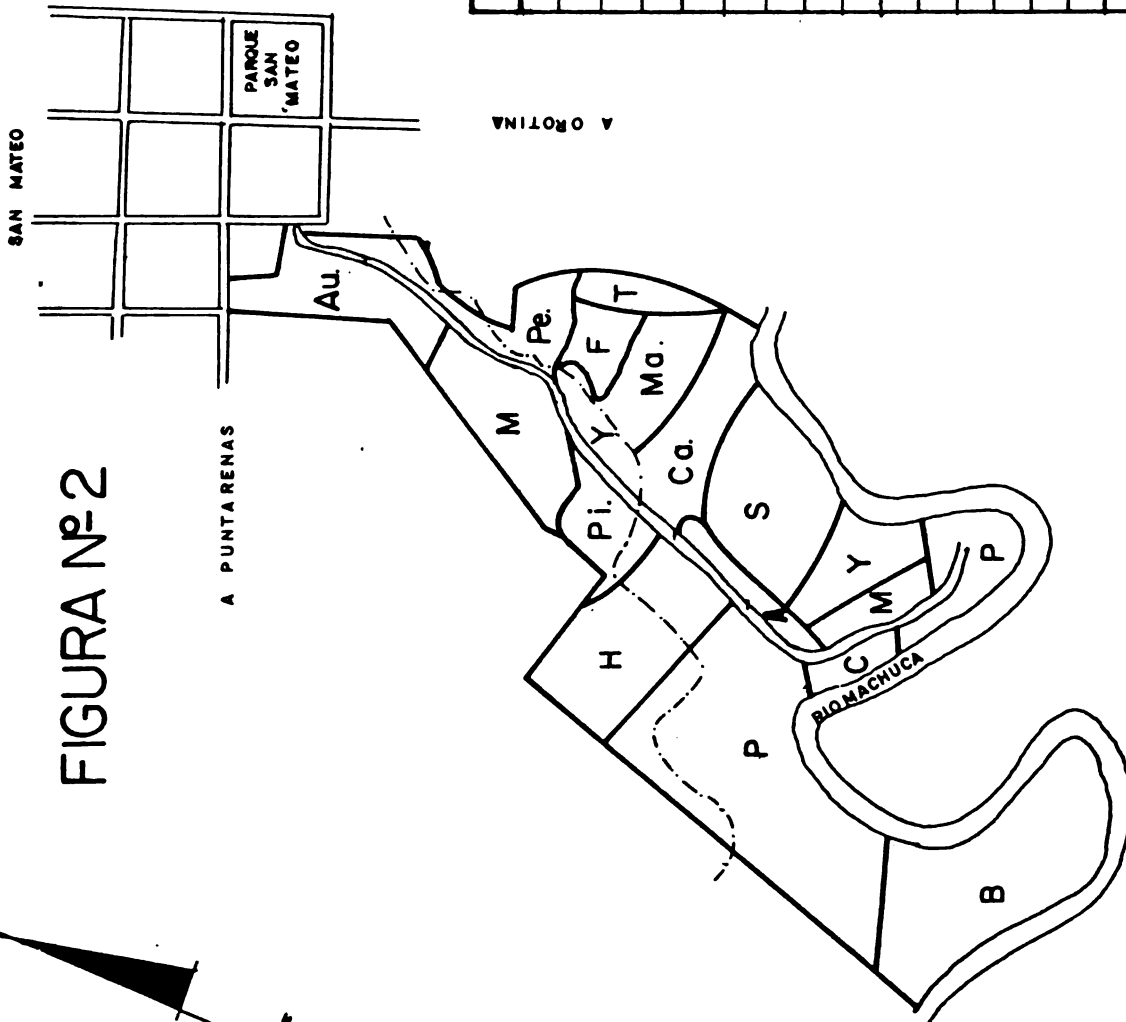 FIGURA Nº 2
SAN MATEO
PARQUE
SAN
MATEO
A OROTINA
A PUNTARENAS
Au.
Pe.
T
F
Ma.
M
Y
Ca.
Pi.
S
H
Y
P
A
M
C
RIO MACHUCA
P
B